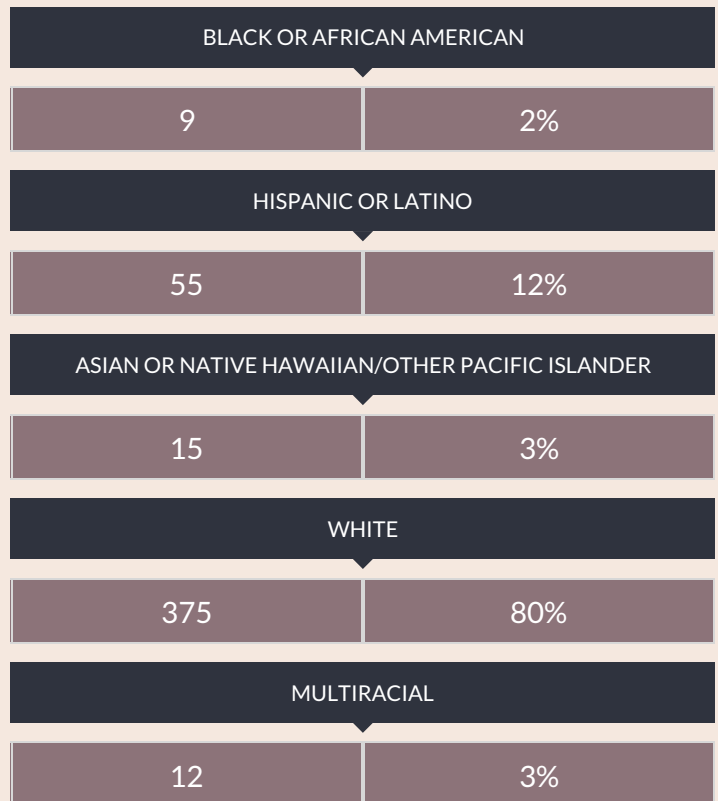 BLACK OR AFRICAN AMERICAN
9 2%
HISPANIC OR LATINO
55 12%
ASIAN OR NATIVE HAWAIIAN/OTHER PACIFIC ISLANDER
15 3%
WHITE
375 80%
MULTIRACIAL
12 3%